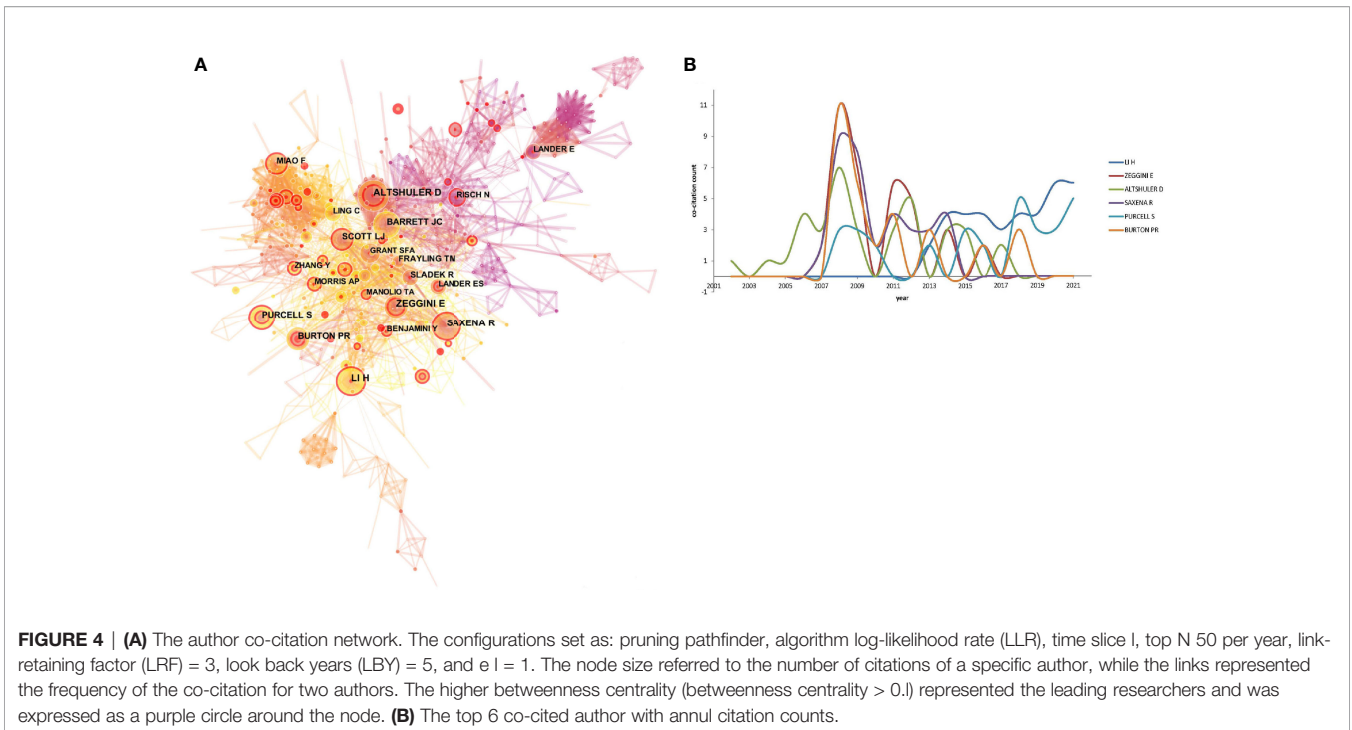 A
MIAO F
LANDER E
ALTSHULER D
RISCH N
LING C
BARRETT JC
SCOTT LJ
GRANT SFA
FRAYLING TN
ZHANG Y
SLADEK R
MORRIS AP
LANDER ES
MANOLIO TA
ZEGGINI E
PURCELL S
SAXENA R
BURTON PR
BENJAMINI Y
LI H
B
co-citation count
11
9
7
5
3
1
-1
2001 2003 2005 2007 2009 2011 2013 2015 2017 2019 2021
year
LI H
ZEGGINI E
ALTSHULER D
SAXENA R
PURCELL S
BURTON PR
FIGURE 4 | (A) The author co-citation network. The configurations set as: pruning pathfinder, algorithm log-likelihood rate (LLR), time slice l, top N 50 per year, link-
retaining factor (LRF) = 3, look back years (LBY) = 5, and e l = 1. The node size referred to the number of citations of a specific author, while the links represented
the frequency of the co-citation for two authors. The higher betweenness centrality (betweenness centrality > 0.l) represented the leading researchers and was
expressed as a purple circle around the node. (B) The top 6 co-cited author with annul citation counts.